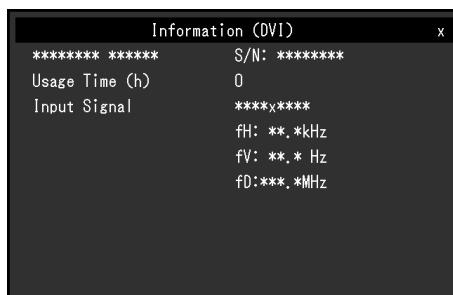 Information (DVI) x
******** ****** S/N: ********
Usage Time (h) 0
Input Signal ****x****
fH: **.*kHz
fV: **.* Hz
fD:***.*MHz